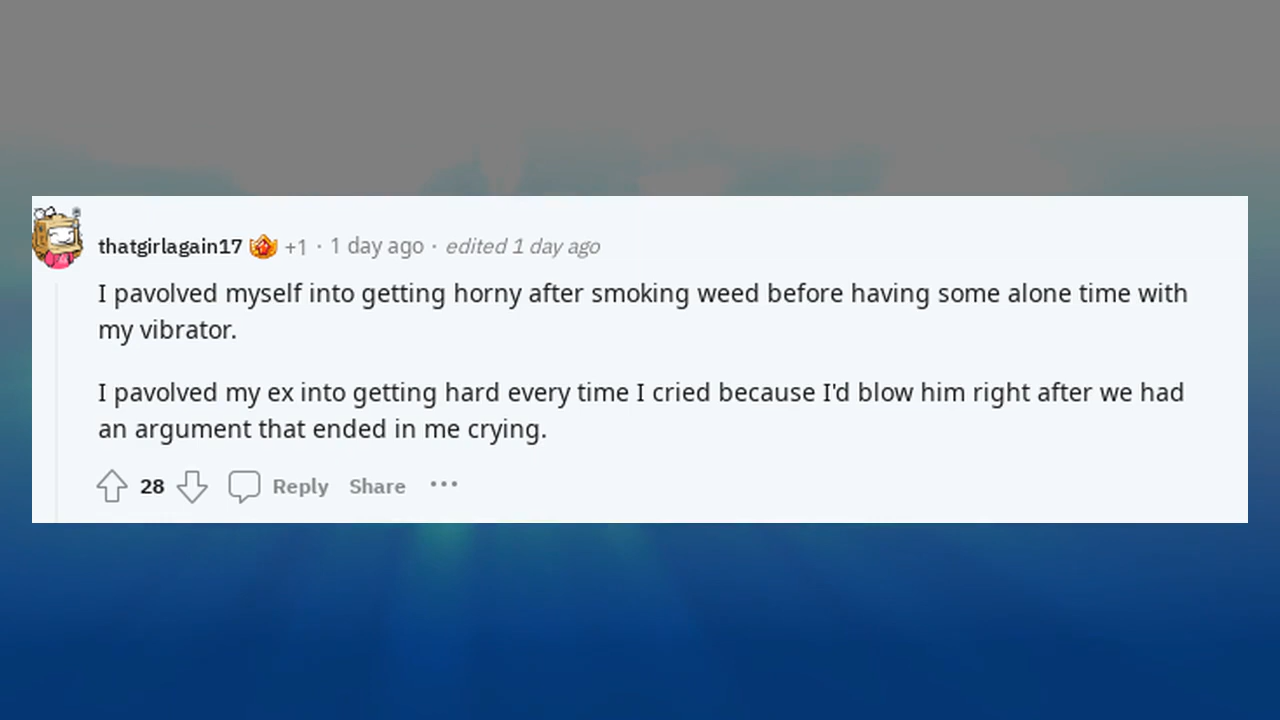 thatgirlagain17 +1 · 1 day ago · edited 1 day ago
I pavolved myself into getting horny after smoking weed before having some alone time with
my vibrator.
I pavolved my ex into getting hard every time I cried because I'd blow him right after we had
an argument that ended in me crying.
28 Reply Share ···